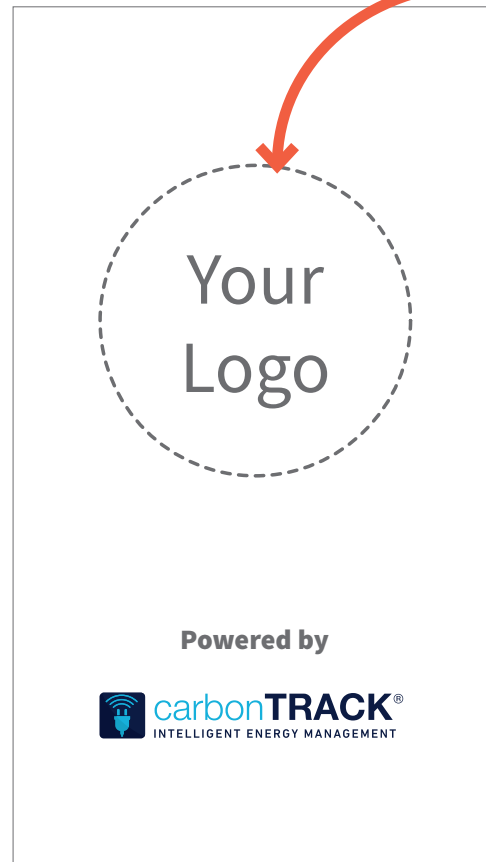 Your
Logo
Powered by
carbonTRACK®
INTELLIGENT ENERGY MANAGEMENT